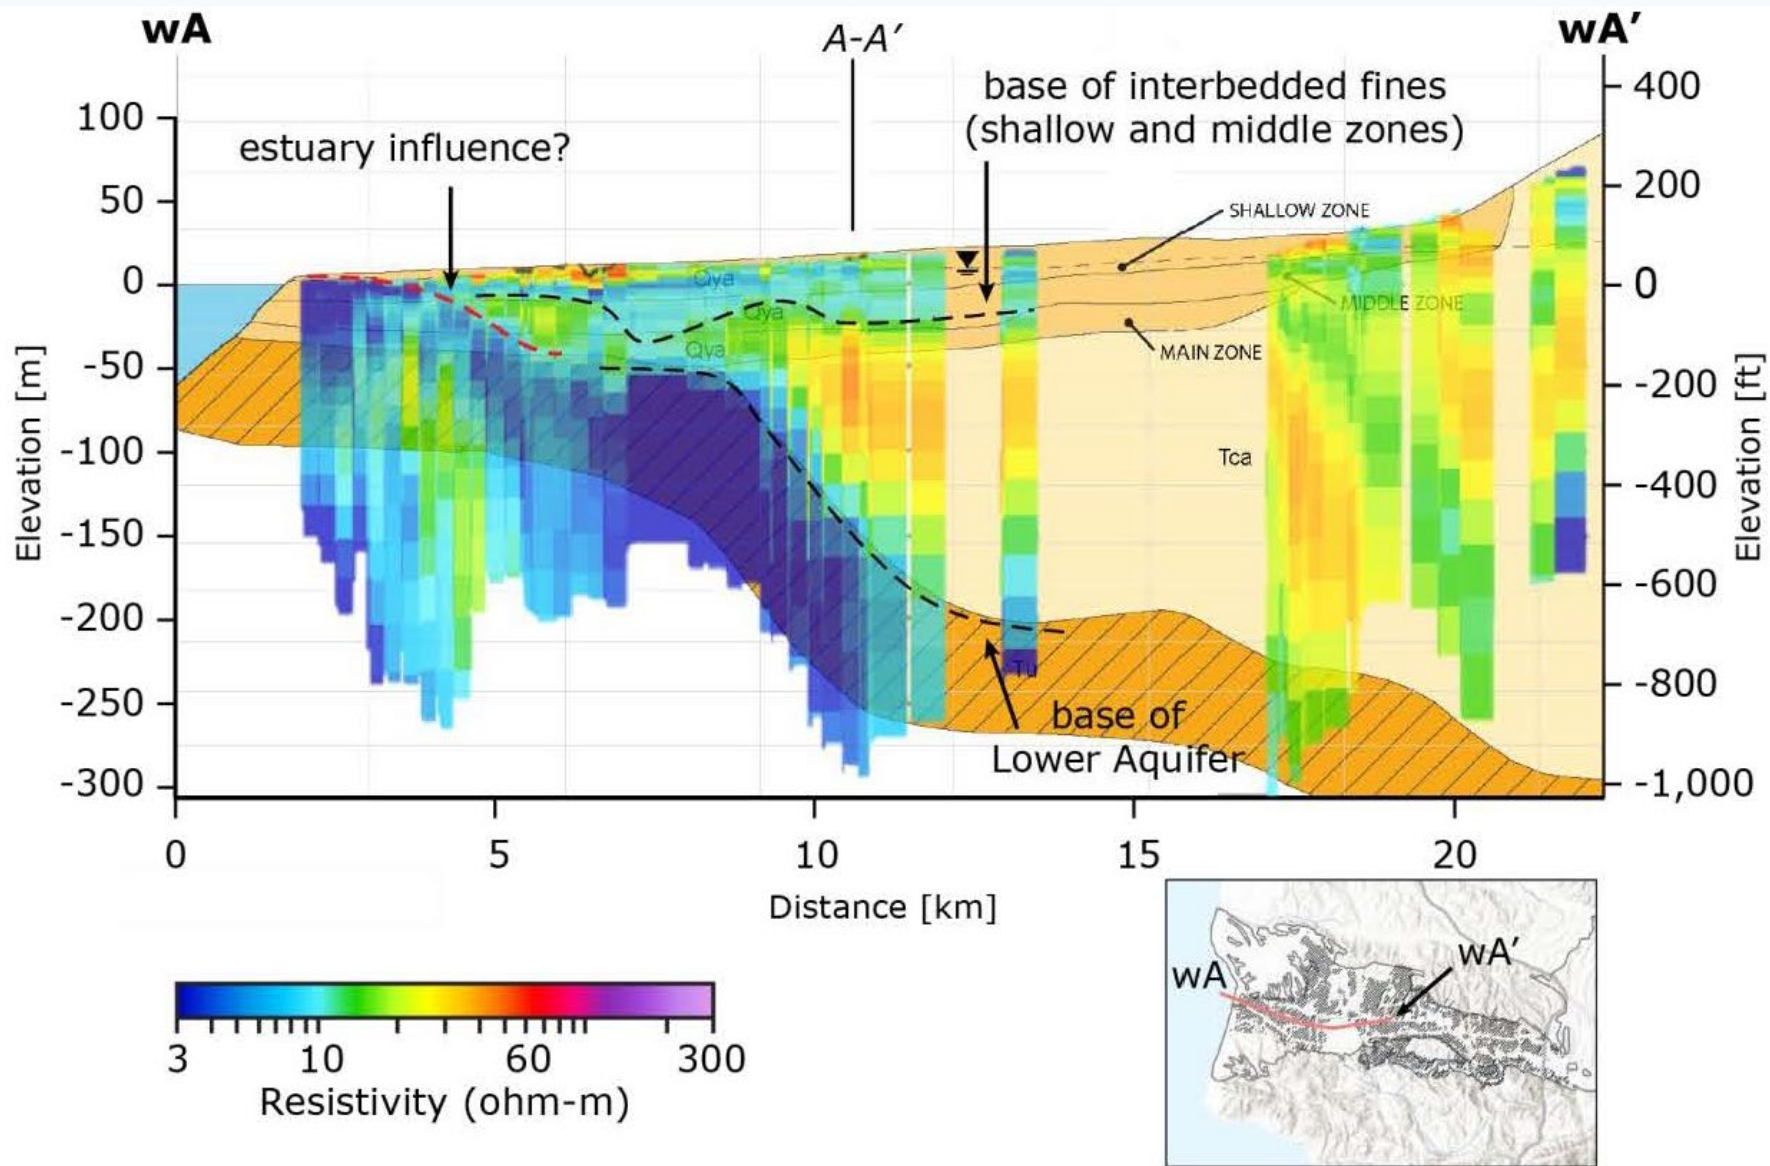 wA
A-A′
wA′
estuary influence?
base of interbedded fines
(shallow and middle zones)
100
50
0
-50
-100
-150
-200
-250
-300
Elevation [m]
400
200
0
-200
-400
-600
-800
-1,000
Elevation [ft]
SHALLOW ZONE
MIDDLE ZONE
MAIN ZONE
Qya
Qya
Qya
Tca
Tu
base of
Lower Aquifer
0
5
10
15
20
Distance [km]
3
10
60
300
Resistivity (ohm-m)
wA
wA′